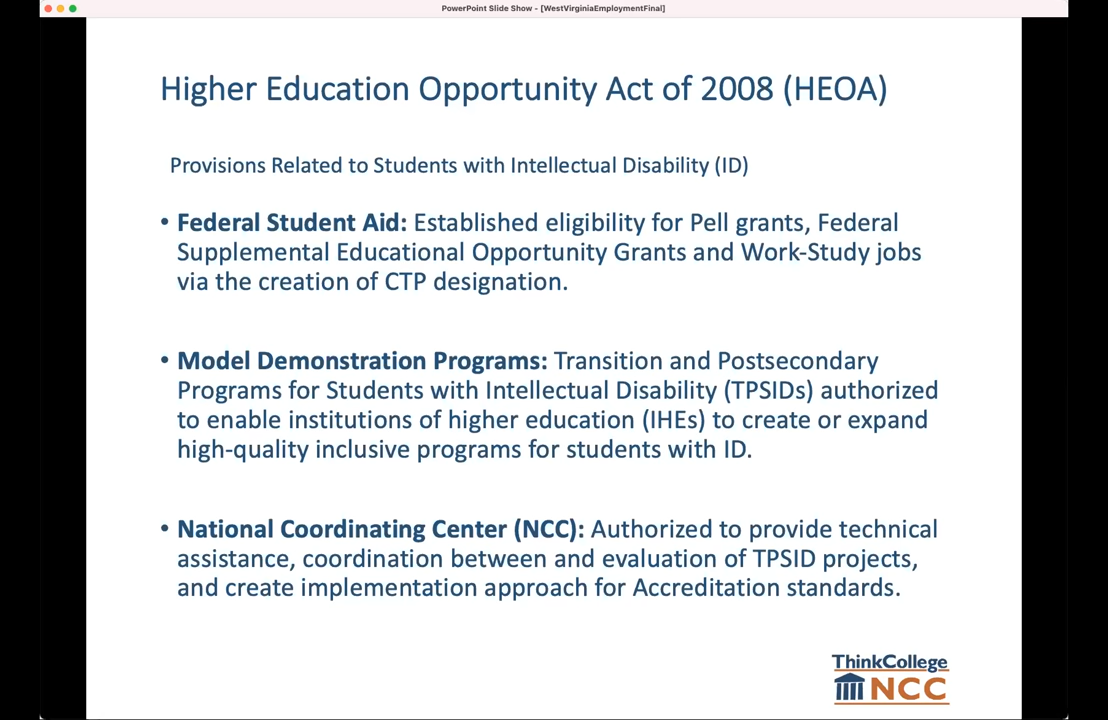 PowerPoint Slide Show - [WestVirginiaEmploymentFinal]
Higher Education Opportunity Act of 2008 (HEOA)
Provisions Related to Students with Intellectual Disability (ID)
• Federal Student Aid: Established eligibility for Pell grants, Federal
Supplemental Educational Opportunity Grants and Work-Study jobs
via the creation of CTP designation.
• Model Demonstration Programs: Transition and Postsecondary
Programs for Students with Intellectual Disability (TPSIDs) authorized
to enable institutions of higher education (IHEs) to create or expand
high-quality inclusive programs for students with ID.
• National Coordinating Center (NCC): Authorized to provide technical
assistance, coordination between and evaluation of TPSID projects,
and create implementation approach for Accreditation standards.
ThinkCollege
NCC